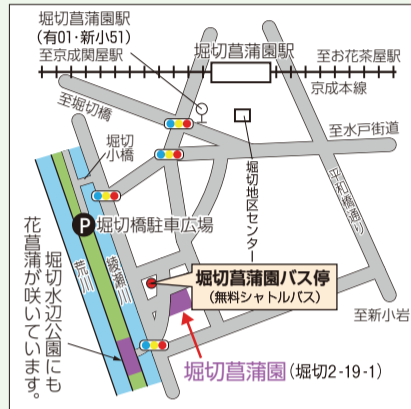 堀切菖蒲園駅
(有01・新小51)
至京成関屋駅
堀切菖蒲園駅
至お花茶屋駅
京成本線
至堀切橋
至水戸街道
堀切
小橋
堀切地区センター
平和橋通り
P 堀切橋駐車広場
荒川
綾瀬川
堀切水辺公園にも
花菖蒲が咲いています。
堀切菖蒲園バス停
(無料シャトルバス)
至新小岩
堀切菖蒲園 (堀切2-19-1)